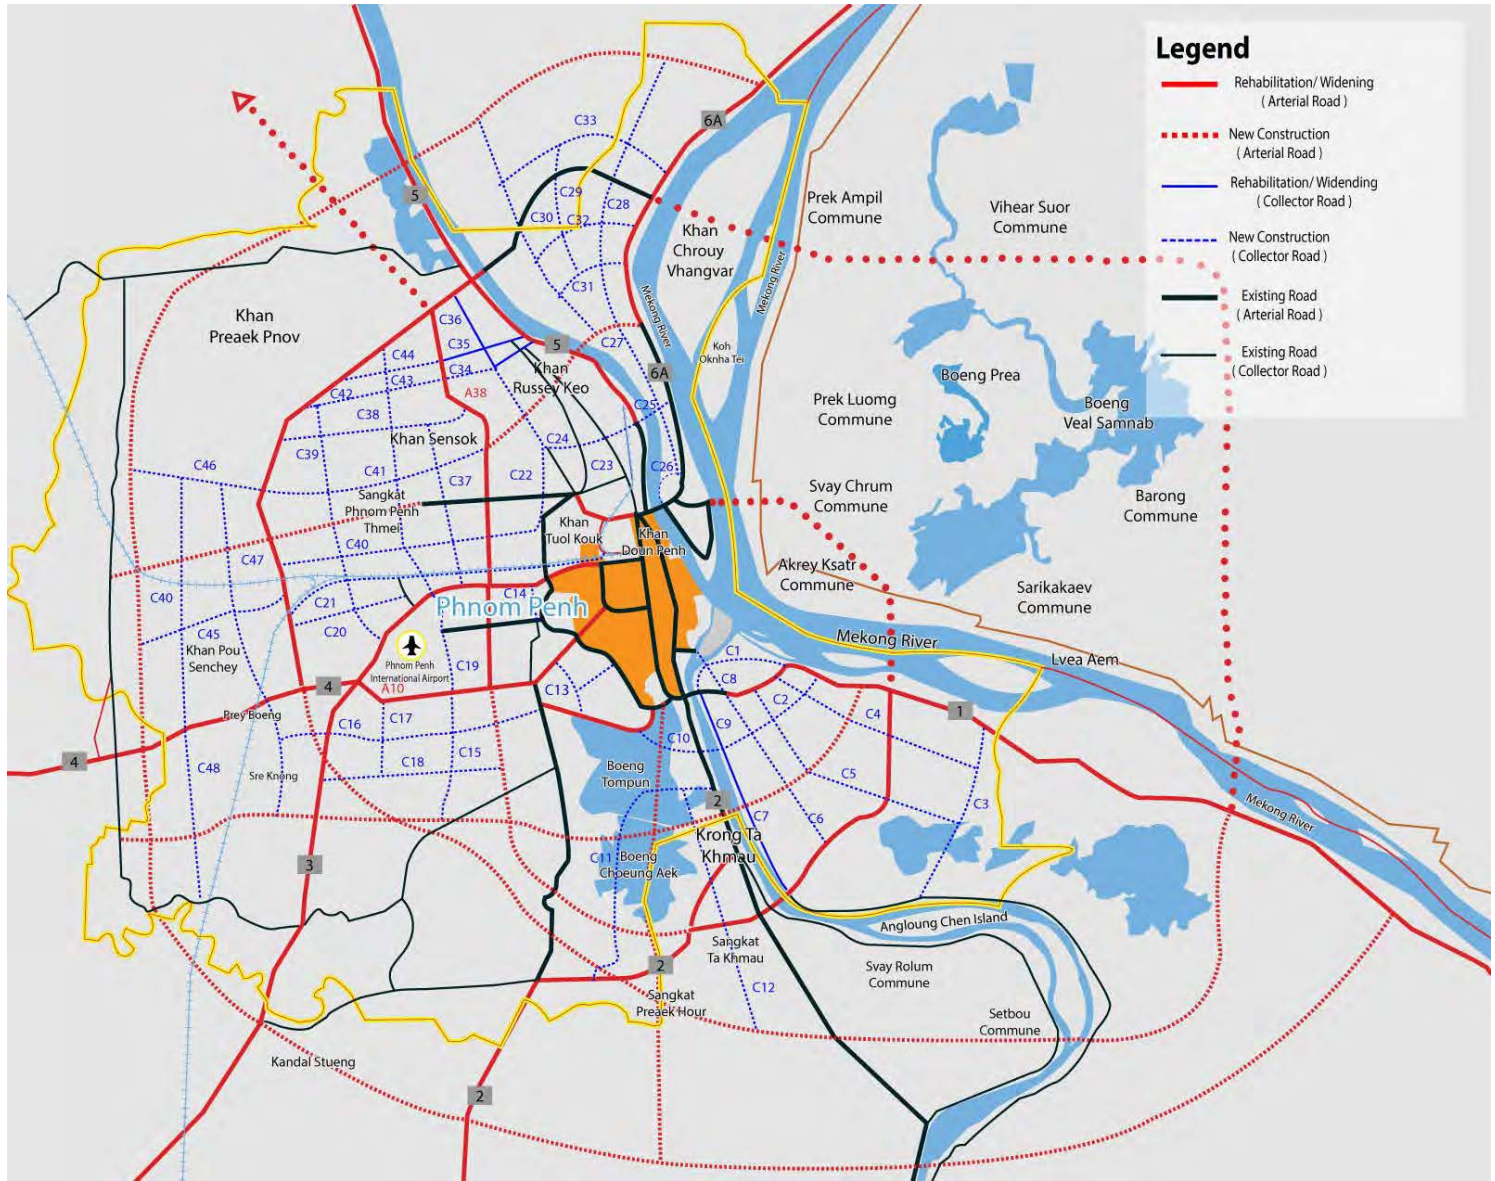 Legend
Rehabilitation/ Widening
( Arterial Road )
New Construction
( Arterial Road )
Rehabilitation/ Widending
( Collector Road )
New Construction
( Collector Road )
Existing Road
( Arterial Road )
Existing Road
( Collector Road )
6A
C33
5
C29
C28
C30
C32
Prek Ampil
Commune
Vihear Suor
Commune
Khan
Chrouy
Vhangvar
Mekong River
Mekong River
C31
Khan
Preaek Pnov
C36
C35
C44
C34
C43
C42
A38
C38
5
Khan
Russey Keo
C27
6A
Koh
Oknha Tei
Boeng Prea
Boeng
Veal Samnab
Prek Luomg
Commune
C25
Khan Sensok
C24
C39
C46
C41
C37
C22
C23
C26
Sangkat
Phnom Penh
Thmei
Svay Chrum
Commune
Barong
Commune
Khan
Tuol Kouk
Khan
Doun Penh
C40
C47
Akrey Ksatr
Commune
Sarikakaev
Commune
C40
C21
C14
Phnom Penh
C20
C45
Khan Pou
Senchey
Phnom Penh
International Airport
C19
A10
4
C13
C1
C8
C2
Mekong River
Lvea Aem
C4
1
Prey Boeng
C16
C17
C9
C10
C15
C18
4
C48
Sre Knong
Boeng
Tompun
C5
2
C7
C6
C3
Mekong River
Krong Ta
Khmau
3
C11
Boeng
Choeung Aek
Angloung Chen Island
Sangkat
Ta Khmau
2
Svay Rolum
Commune
C12
Sangkat
Preaek Hour
Setbou
Commune
Kandal Stueng
2